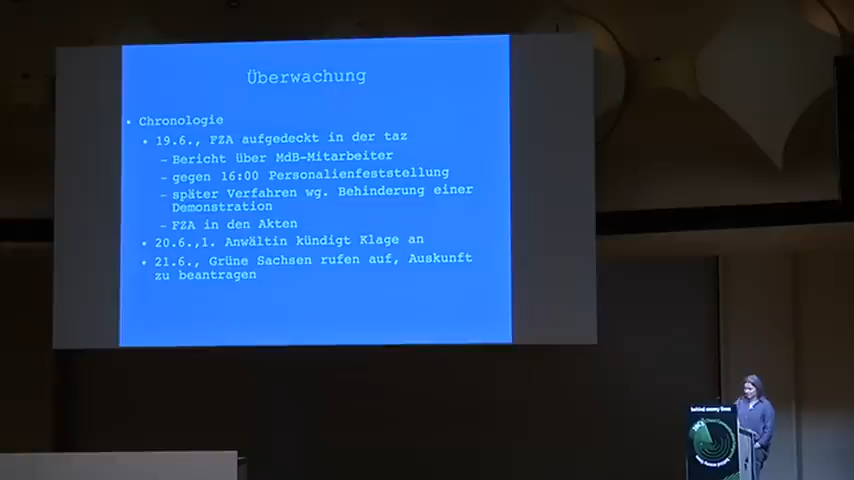 Überwachung
• Chronologie
• 19.6., FZA aufgedeckt in der taz
– Bericht über MdB-Mitarbeiter
– gegen 16:00 Personalienfeststellung
– später Verfahren wg. Behinderung einer
Demonstration
– FZA in den Akten
• 20.6.,1. Anwältin kündigt Klage an
• 21.6., Grüne Sachsen rufen auf, Auskunft
zu beantragen
behind enemy lines